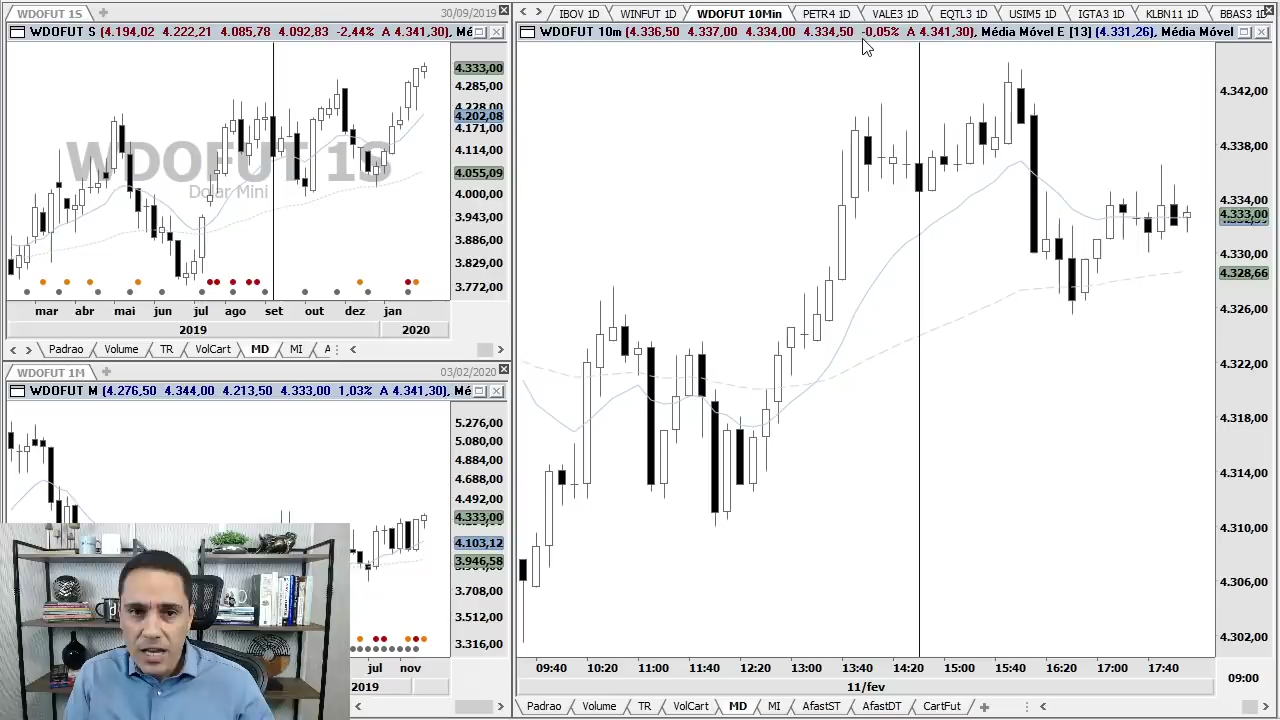 WDOFUT 1S
30/09/2019
WDOFUT S (4.194,02 4.222,21 4.085,78 4.092,83 -2,44% A 4.341,30), Mé
WDOFUT 1S
Dolar Mini
4.333,00
4.285,00
4.228,00
4.202,08
4.171,00
4.114,00
4.055,09
4.000,00
3.943,00
3.886,00
3.829,00
3.772,00
mar abr mai jun jul ago set out dez jan
2019 2020
Padrao Volume TR VolCart MD MI A
WDOFUT 1M
03/02/2020
WDOFUT M (4.276,50 4.344,00 4.213,50 4.333,00 1,03% A 4.341,30), Mé
5.276,00
5.080,00
4.884,00
4.688,00
4.492,00
4.333,00
4.103,12
3.946,58
3.708,00
3.512,00
3.316,00
jul nov
2019
IBOV 1D WINFUT 1D WDOFUT 10Min PETR4 1D VALE3 1D EQTL3 1D USIM5 1D IGTA3 1D KLBN11 1D BBAS3 1D
WDOFUT 10m (4.336,50 4.337,00 4.334,00 4.334,50 -0,05% A 4.341,30), Média Móvel E [13] (4.331,26), Média Móvel
4.342,00
4.338,00
4.334,00
4.333,00
4.330,00
4.328,66
4.326,00
4.322,00
4.318,00
4.314,00
4.310,00
4.306,00
4.302,00
09:40 10:20 11:00 11:40 12:20 13:00 13:40 14:20 15:00 15:40 16:20 17:00 17:40
11/fev
09:00
Padrao Volume TR VolCart MD MI AfastST AfastDT CartFut